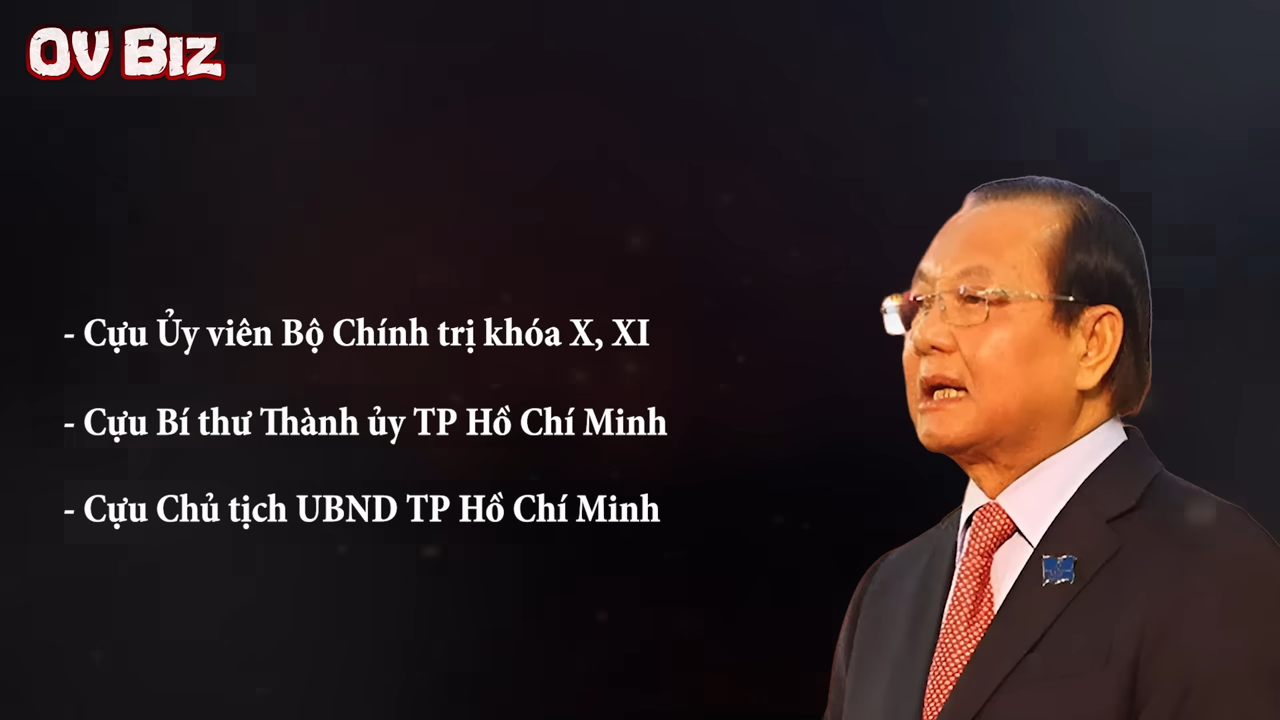 OV BIZ
- Cựu Ủy viên Bộ Chính trị khóa X, XI
- Cựu Bí thư Thành ủy TP Hồ Chí Minh
- Cựu Chủ tịch UBND TP Hồ Chí Minh